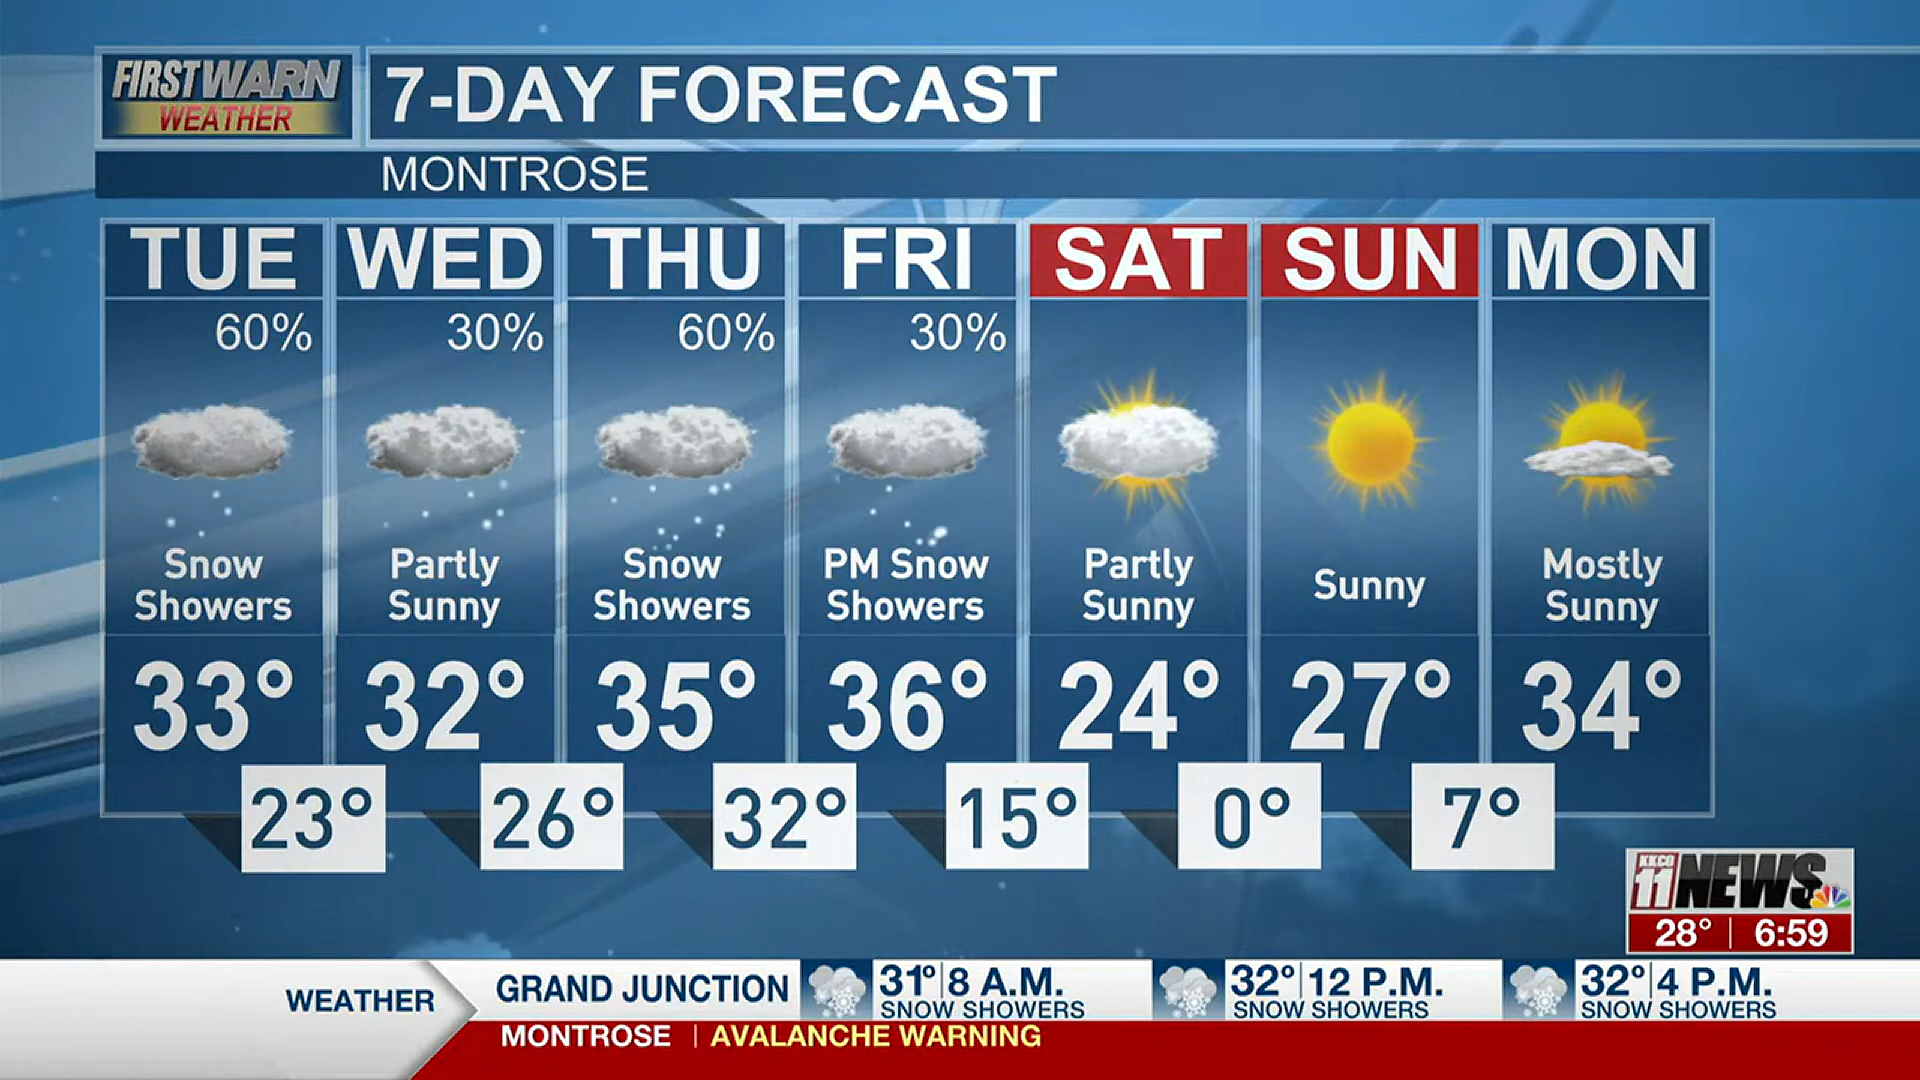 FIRSTWARN
WEATHER
7-DAY FORECAST
MONTROSE
TUE WED THU FRI SAT SUN MON
60% 30% 60% 30%
Snow Showers
Partly Sunny
Snow Showers
PM Snow Showers
Partly Sunny
Sunny
Mostly Sunny
33° 32° 35° 36° 24° 27° 34°
23° 26° 32° 15° 0° 7°
KKCO
11 NEWS
28° | 6:59
WEATHER
GRAND JUNCTION
31° | 8 A.M.
SNOW SHOWERS
32° | 12 P.M.
SNOW SHOWERS
32° | 4 P.M.
SNOW SHOWERS
MONTROSE | AVALANCHE WARNING